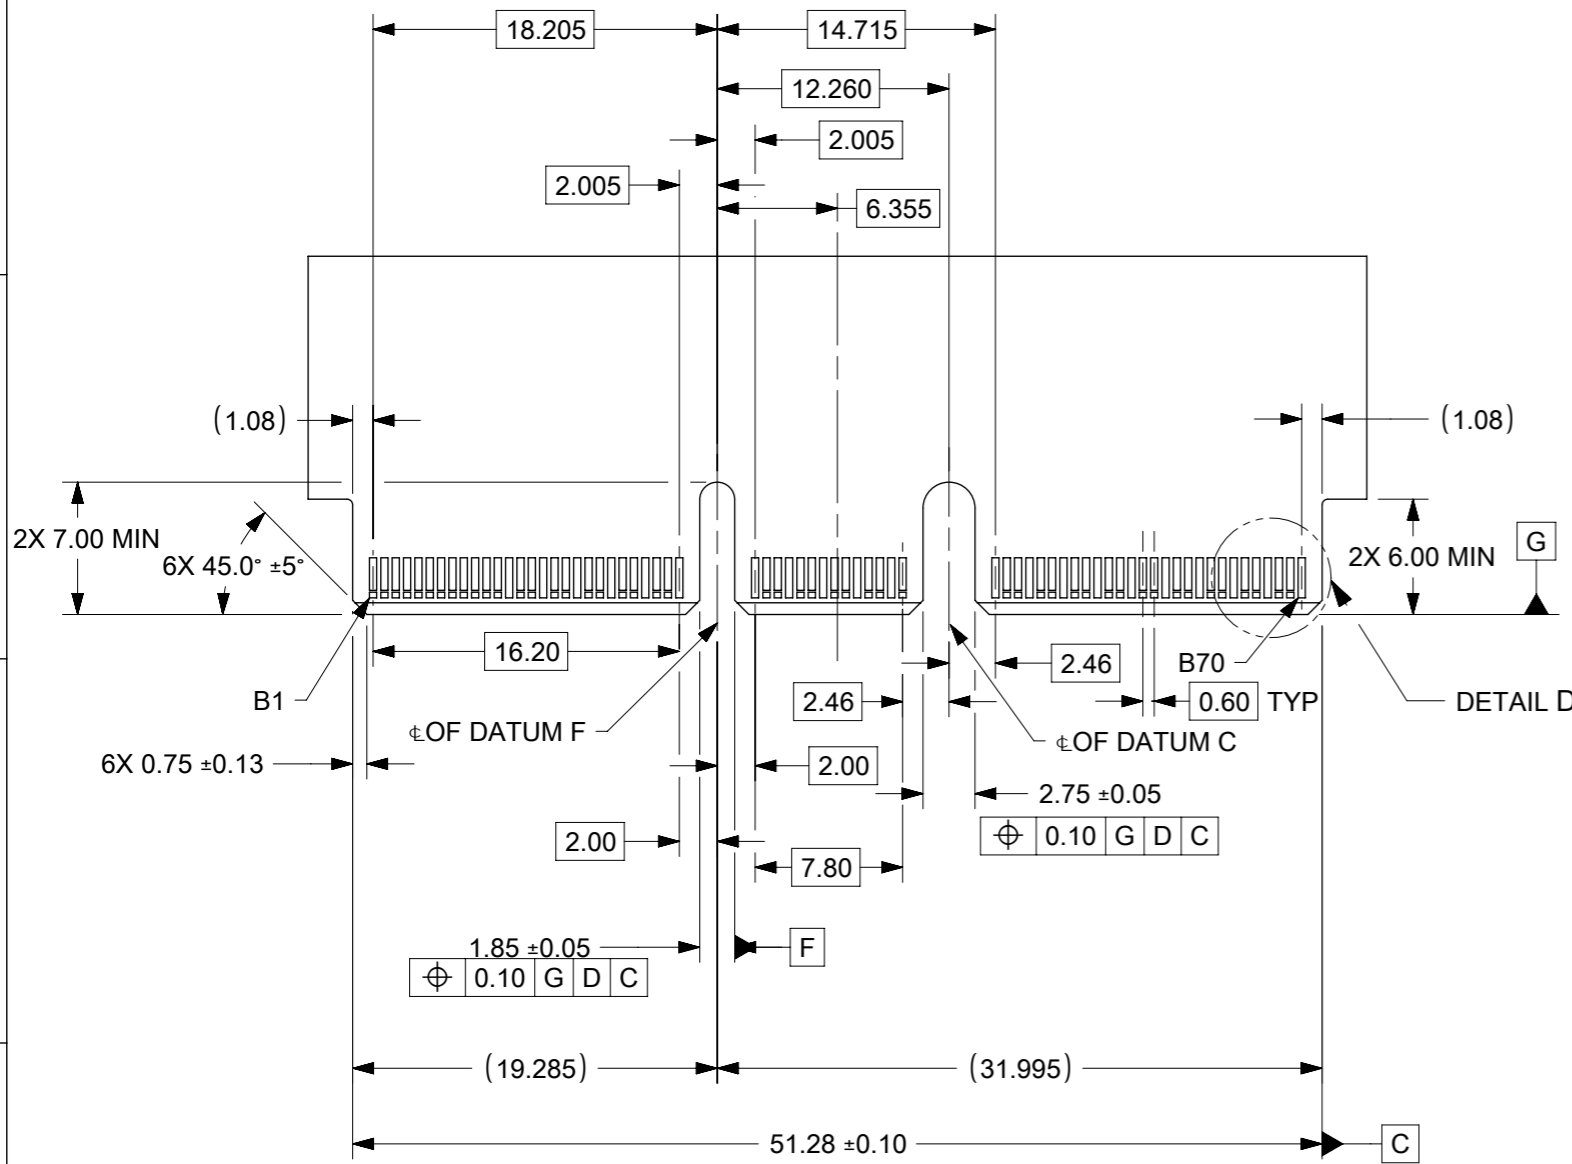 18.205
14.715
12.260
2.005
2.005
6.355
(1.08)
(1.08)
2X 7.00 MIN
6X 45.0° ±5°
2X 6.00 MIN
G
16.20
2.46
B70
B1
2.46
0.60 TYP
DETAIL D
℄OF DATUM F
℄OF DATUM C
6X 0.75 ±0.13
2.00
2.75 ±0.05
⌖ 0.10 G D C
2.00
7.80
1.85 ±0.05
F
⌖ 0.10 G D C
(19.285)
(31.995)
51.28 ±0.10
C